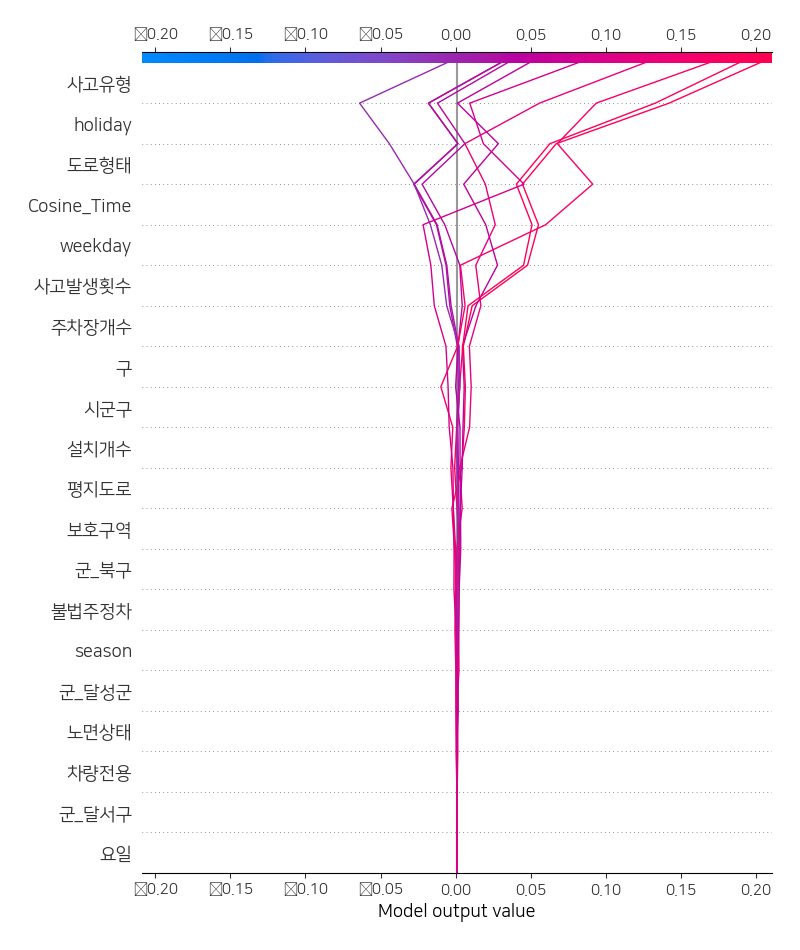 0.20 0.15 0.10 0.05 0.00 0.05 0.10 0.15 0.20
사고유형
holiday
도로형태
Cosine_Time
weekday
사고발생횟수
주차장개수
구
시군구
설치개수
평지도로
보호구역
군_북구
불법주정차
season
군_달성군
노면상태
차량전용
군_달서구
요일
0.20 0.15 0.10 0.05 0.00 0.05 0.10 0.15 0.20
Model output value